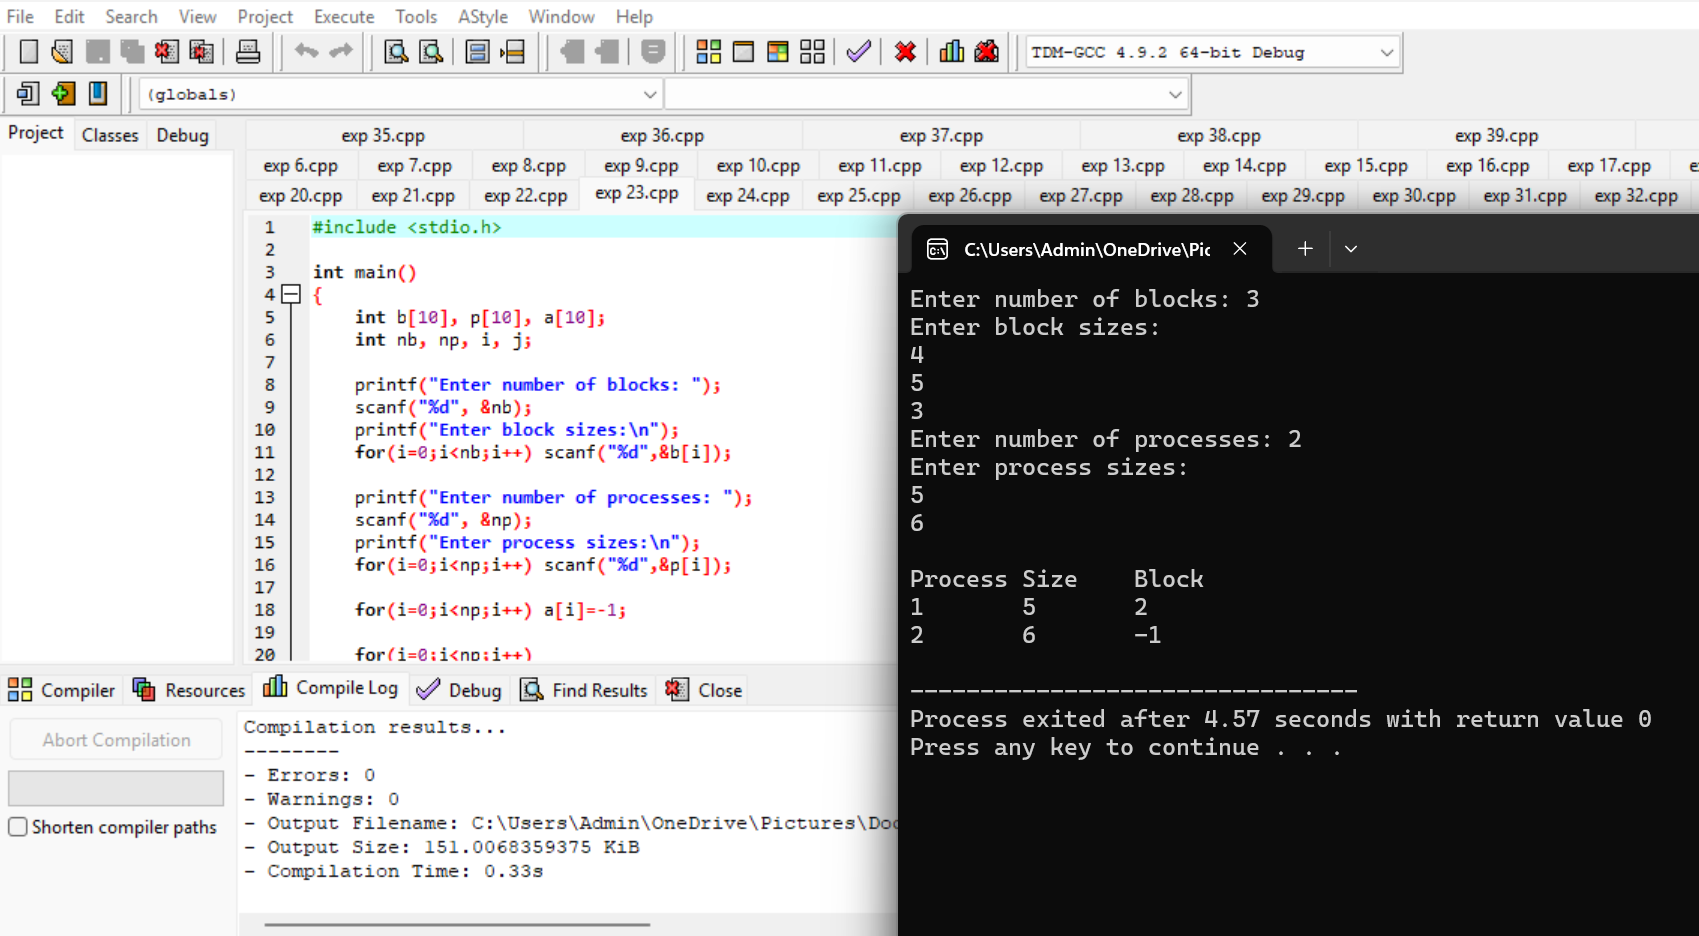 File Edit Search View Project Execute Tools AStyle Window Help
TDM-GCC 4.9.2 64-bit Debug
(globals)
Project Classes Debug
exp 35.cpp exp 36.cpp exp 37.cpp exp 38.cpp exp 39.cpp
exp 6.cpp exp 7.cpp exp 8.cpp exp 9.cpp exp 10.cpp exp 11.cpp exp 12.cpp exp 13.cpp exp 14.cpp exp 15.cpp exp 16.cpp exp 17.cpp
exp 20.cpp exp 21.cpp exp 22.cpp exp 23.cpp exp 24.cpp exp 25.cpp exp 26.cpp exp 27.cpp exp 28.cpp exp 29.cpp exp 30.cpp exp 31.cpp exp 32.cpp
1 #include <stdio.h>
2
3 int main()
4 {
5 int b[10], p[10], a[10];
6 int nb, np, i, j;
7
8 printf("Enter number of blocks: ");
9 scanf("%d", &nb);
10 printf("Enter block sizes:\n");
11 for(i=0;i<nb;i++) scanf("%d",&b[i]);
12
13 printf("Enter number of processes: ");
14 scanf("%d", &np);
15 printf("Enter process sizes:\n");
16 for(i=0;i<np;i++) scanf("%d",&p[i]);
17
18 for(i=0;i<np;i++) a[i]=-1;
19
20 for(i=0;i<np;i++)
C:\Users\Admin\OneDrive\Pic
Enter number of blocks: 3
Enter block sizes:
4
5
3
Enter number of processes: 2
Enter process sizes:
5
6
Process Size Block
1 5 2
2 6 -1
--------------------------------
Process exited after 4.57 seconds with return value 0
Press any key to continue . . .
Compiler Resources Compile Log Debug Find Results Close
Abort Compilation
Shorten compiler paths
Compilation results...
--------
- Errors: 0
- Warnings: 0
- Output Filename: C:\Users\Admin\OneDrive\Pictures\Doc
- Output Size: 151.0068359375 KiB
- Compilation Time: 0.33s